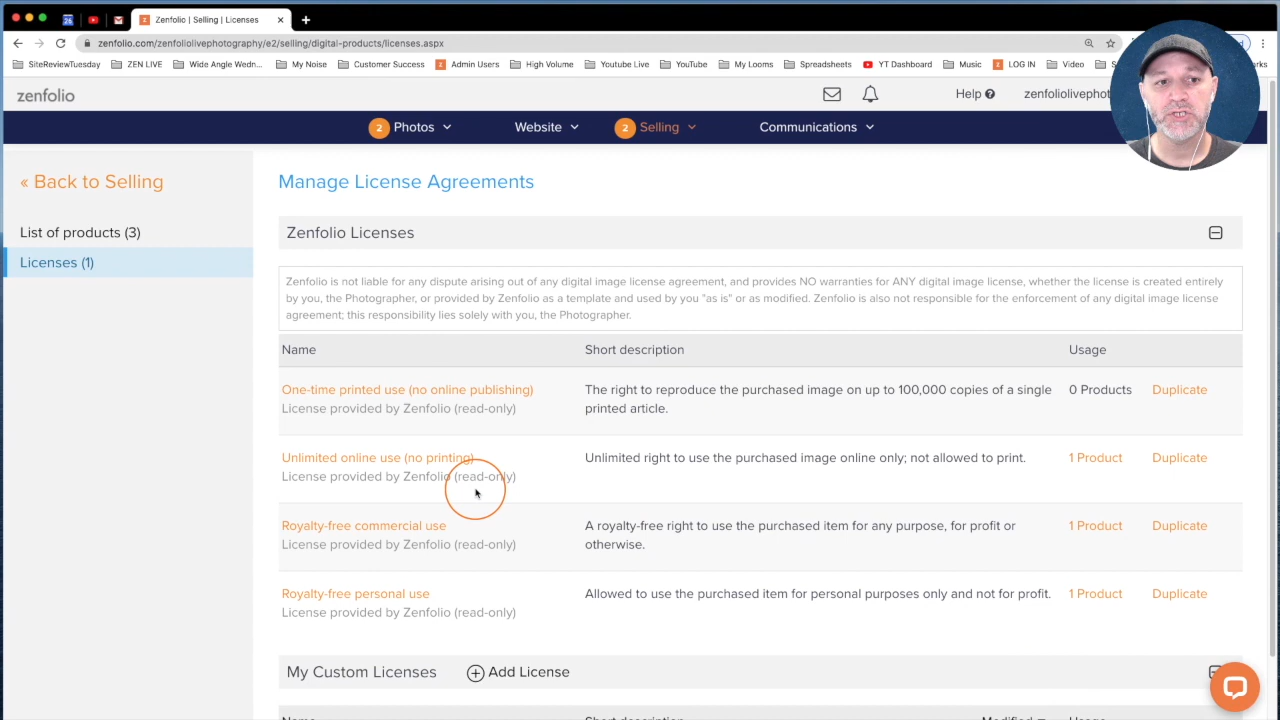 26
Zenfolio | Selling | Licenses
zenfolio.com/zenfoliolivephotography/e2/selling/digital-products/licenses.aspx
SiteReviewTuesday
ZEN LIVE
Wide Angle Wedn...
My Noise
Customer Success
Admin Users
High Volume
Youtube Live
YouTube
My Looms
Spreadsheets
YT Dashboard
Music
LOG IN
Video
zenfolio
Help
zenfoliolivephot
2 Photos
Website
2 Selling
Communications
« Back to Selling
List of products (3)
Licenses (1)
Manage License Agreements
Zenfolio Licenses
Zenfolio is not liable for any dispute arising out of any digital image license agreement, and provides NO warranties for ANY digital image license, whether the license is created entirely
by you, the Photographer, or provided by Zenfolio as a template and used by you "as is" or as modified. Zenfolio is also not responsible for the enforcement of any digital image license
agreement; this responsibility lies solely with you, the Photographer.
Name Short description Usage
One-time printed use (no online publishing)
License provided by Zenfolio (read-only)
The right to reproduce the purchased image on up to 100,000 copies of a single
printed article.
0 Products Duplicate
Unlimited online use (no printing)
License provided by Zenfolio (read-only)
Unlimited right to use the purchased image online only; not allowed to print.
1 Product Duplicate
Royalty-free commercial use
License provided by Zenfolio (read-only)
A royalty-free right to use the purchased item for any purpose, for profit or
otherwise.
1 Product Duplicate
Royalty-free personal use
License provided by Zenfolio (read-only)
Allowed to use the purchased item for personal purposes only and not for profit.
1 Product Duplicate
My Custom Licenses Add License
Name Short description Modified